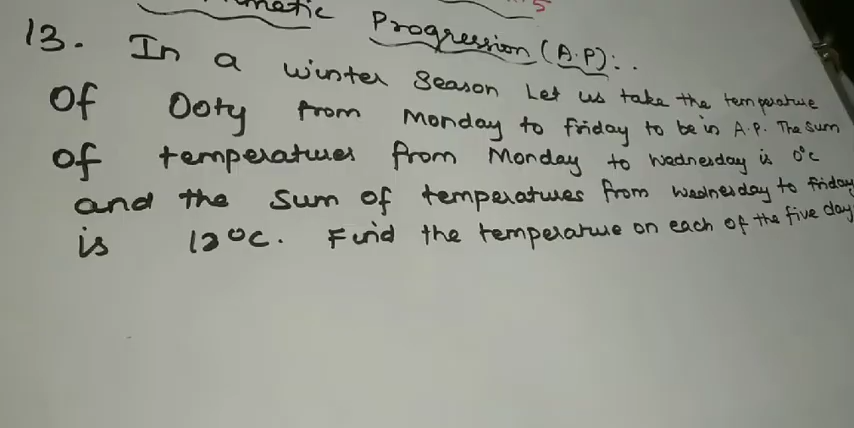 Progression (A.P):.
13. In a winter season Let us take the temperature
of Ooty from Monday to friday to be in A.P. The sum
of temperatures from Monday to wednesday is 0°c
and the sum of temperatures from wednesday to friday
is 12°c. Find the temperature on each of the five day